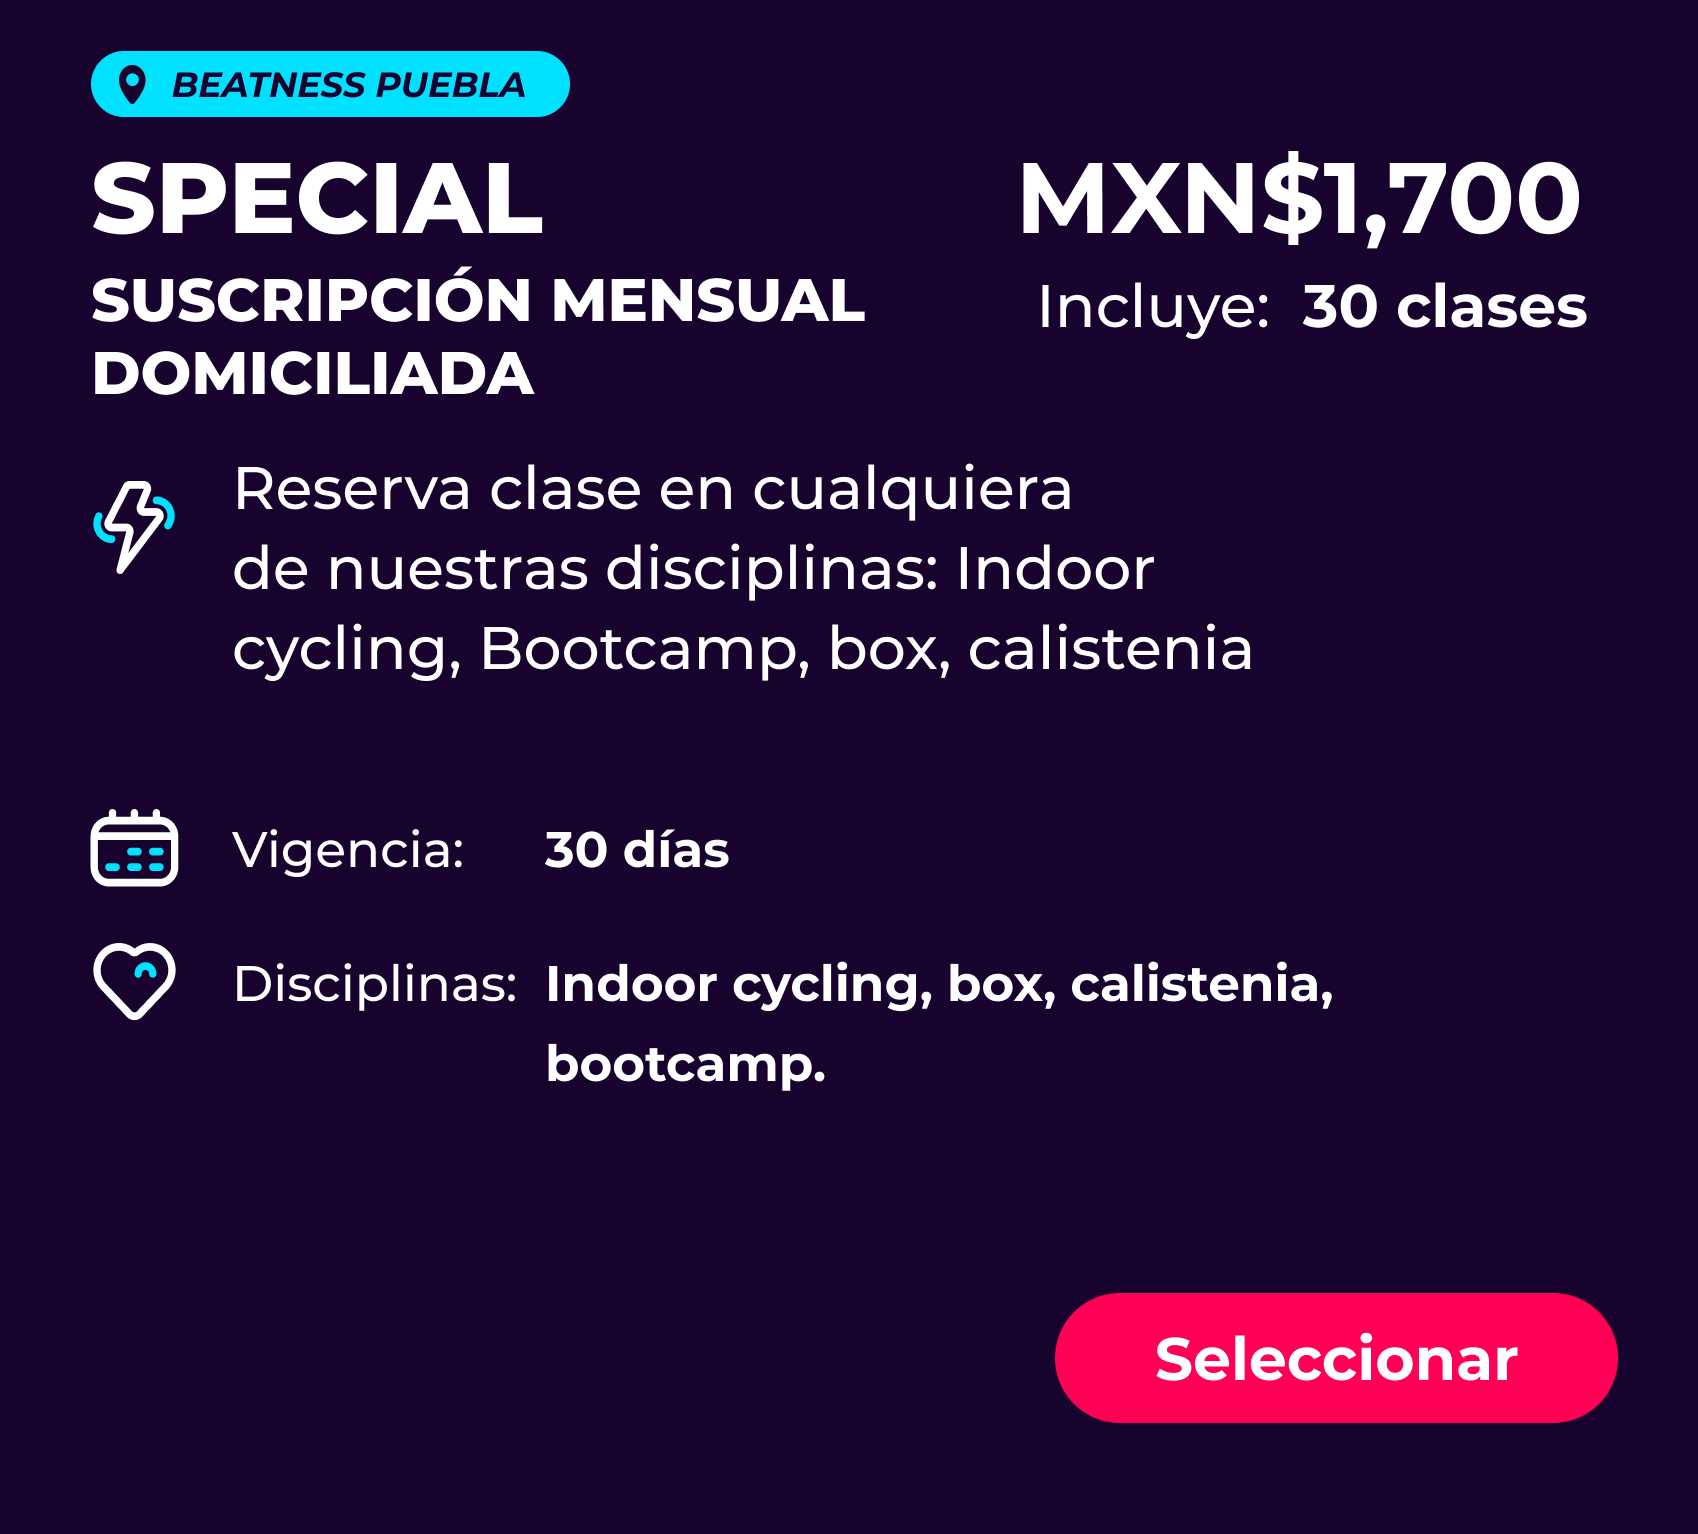 BEATNESS PUEBLA
SPECIAL
MXN$1,700
SUSCRIPCIÓN MENSUAL
DOMICILIADA
Incluye: 30 clases
Reserva clase en cualquiera
de nuestras disciplinas: Indoor
cycling, Bootcamp, box, calistenia
Vigencia: 30 días
Disciplinas: Indoor cycling, box, calistenia,
bootcamp.
Seleccionar